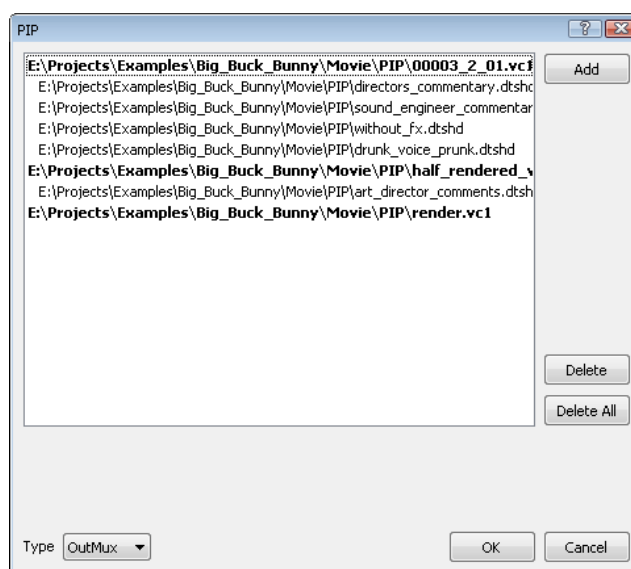 PIP
E:\Projects\Examples\Big_Buck_Bunny\Movie\PIP\00003_2_01.vc1
Add
E:\Projects\Examples\Big_Buck_Bunny\Movie\PIP\directors_commentary.dtshd
E:\Projects\Examples\Big_Buck_Bunny\Movie\PIP\sound_engineer_commentar
E:\Projects\Examples\Big_Buck_Bunny\Movie\PIP\without_fx.dtshd
E:\Projects\Examples\Big_Buck_Bunny\Movie\PIP\drunk_voice_prunk.dtshd
E:\Projects\Examples\Big_Buck_Bunny\Movie\PIP\half_rendered_v
E:\Projects\Examples\Big_Buck_Bunny\Movie\PIP\art_director_comments.dtsh
E:\Projects\Examples\Big_Buck_Bunny\Movie\PIP\render.vc1
Delete
Delete All
Type OutMux OK Cancel